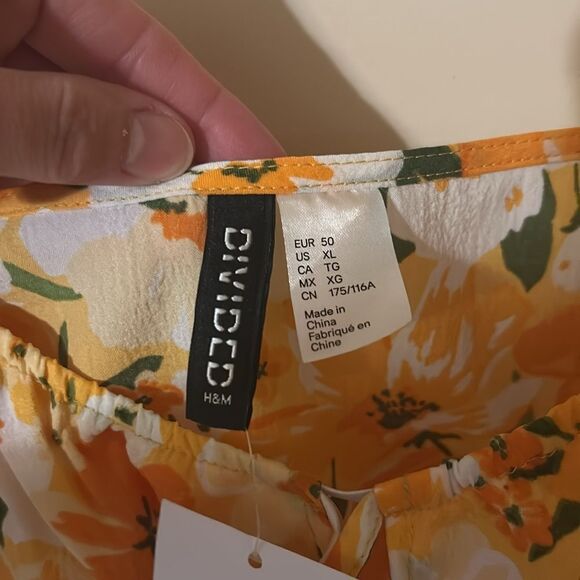 DIVIDED
H&M
EUR 50
US XL
CA TG
MX XG
CN 175/116A
Made in
China
Fabriqué en
Chine